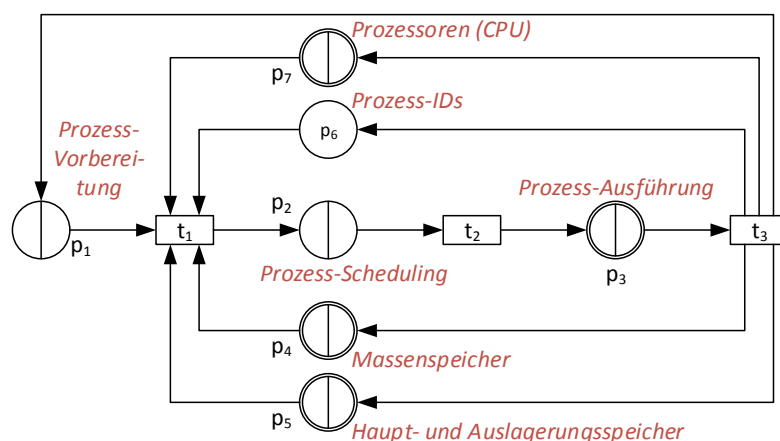 Prozessoren (CPU)
p7
Prozess-IDs
p6
Prozess-
Vorberei-
tung
p2
Prozess-Ausführung
p1
t1
t2
t3
Prozess-Scheduling
p3
p4
Massenspeicher
p5
Haupt- und Auslagerungsspeicher